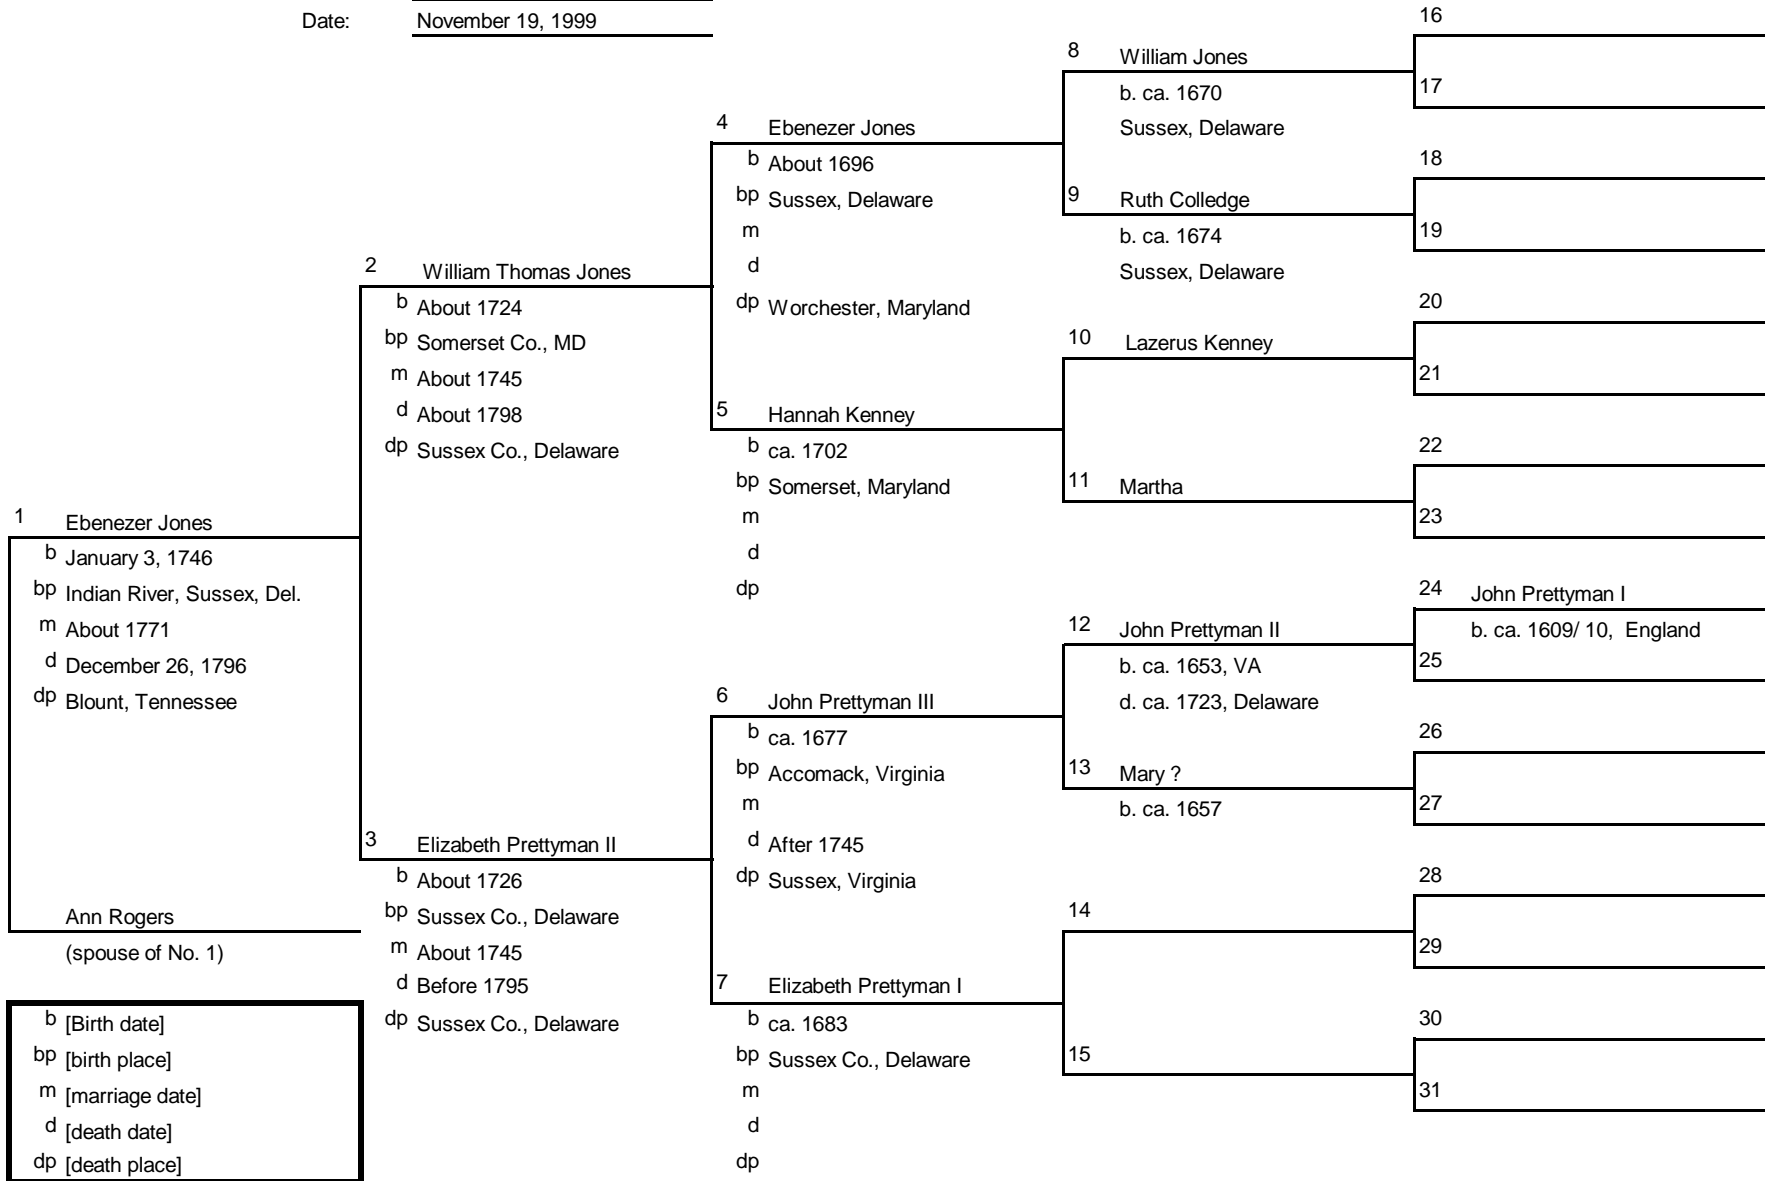 Date: November 19, 1999
1 Ebenezer Jones
b January 3, 1746
bp Indian River, Sussex, Del.
m About 1771
d December 26, 1796
dp Blount, Tennessee
Ann Rogers
(spouse of No. 1)
b [Birth date]
bp [birth place]
m [marriage date]
d [death date]
dp [death place]
2 William Thomas Jones
b About 1724
bp Somerset Co., MD
m About 1745
d About 1798
dp Sussex Co., Delaware
3 Elizabeth Prettyman II
b About 1726
bp Sussex Co., Delaware
m About 1745
d Before 1795
dp Sussex Co., Delaware
4 Ebenezer Jones
b About 1696
bp Sussex, Delaware
m
d
dp Worchester, Maryland
5 Hannah Kenney
b ca. 1702
bp Somerset, Maryland
m
d
dp
6 John Prettyman III
b ca. 1677
bp Accomack, Virginia
m
d After 1745
dp Sussex, Virginia
7 Elizabeth Prettyman I
b ca. 1683
bp Sussex Co., Delaware
m
d
dp
8 William Jones
b. ca. 1670
Sussex, Delaware
9 Ruth Colledge
b. ca. 1674
Sussex, Delaware
10 Lazerus Kenney
11 Martha
12 John Prettyman II
b. ca. 1653, VA
d. ca. 1723, Delaware
13 Mary ?
b. ca. 1657
14
15
16
17
18
19
20
21
22
23
24 John Prettyman I
b. ca. 1609/ 10, England
25
26
27
28
29
30
31